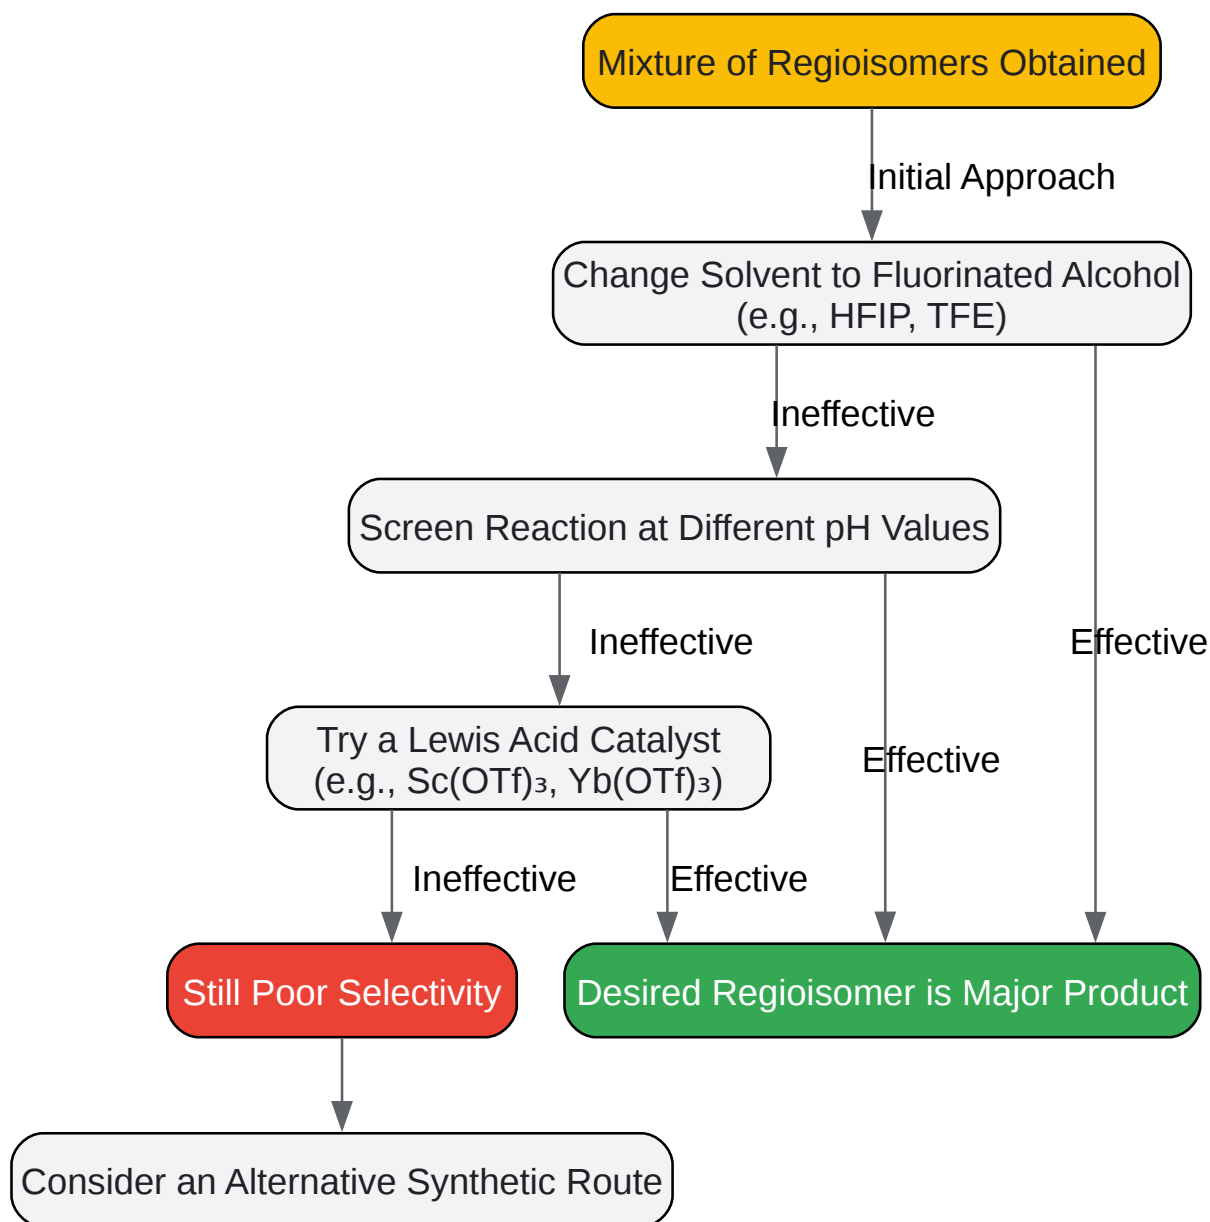 Mixture of Regioisomers Obtained
Initial Approach
Change Solvent to Fluorinated Alcohol
(e.g., HFIP, TFE)
Ineffective
Screen Reaction at Different pH Values
Ineffective
Effective
Try a Lewis Acid Catalyst
(e.g., Sc(OTf)₃, Yb(OTf)₃)
Effective
Ineffective
Effective
Still Poor Selectivity
Desired Regioisomer is Major Product
Consider an Alternative Synthetic Route